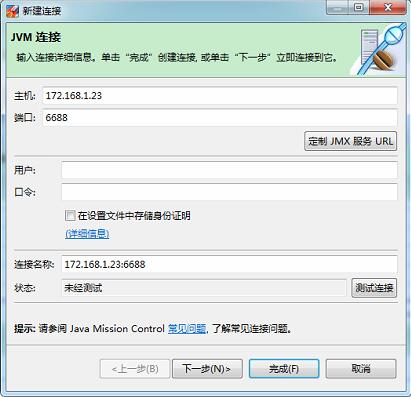 新建连接
JVM 连接
输入连接详细信息。单击“完成”创建连接, 或单击“下一步”立即连接到它。
主机: 172.168.1.23
端口: 6688
定制 JMX 服务 URL
用户:
口令:
在设置文件中存储身份证明
(详细信息)
连接名称: 172.168.1.23:6688
状态: 未经测试 测试连接
提示: 请参阅 Java Mission Control 常见问题, 了解常见连接问题。
<上一步(B) 下一步(N)> 完成(F) 取消